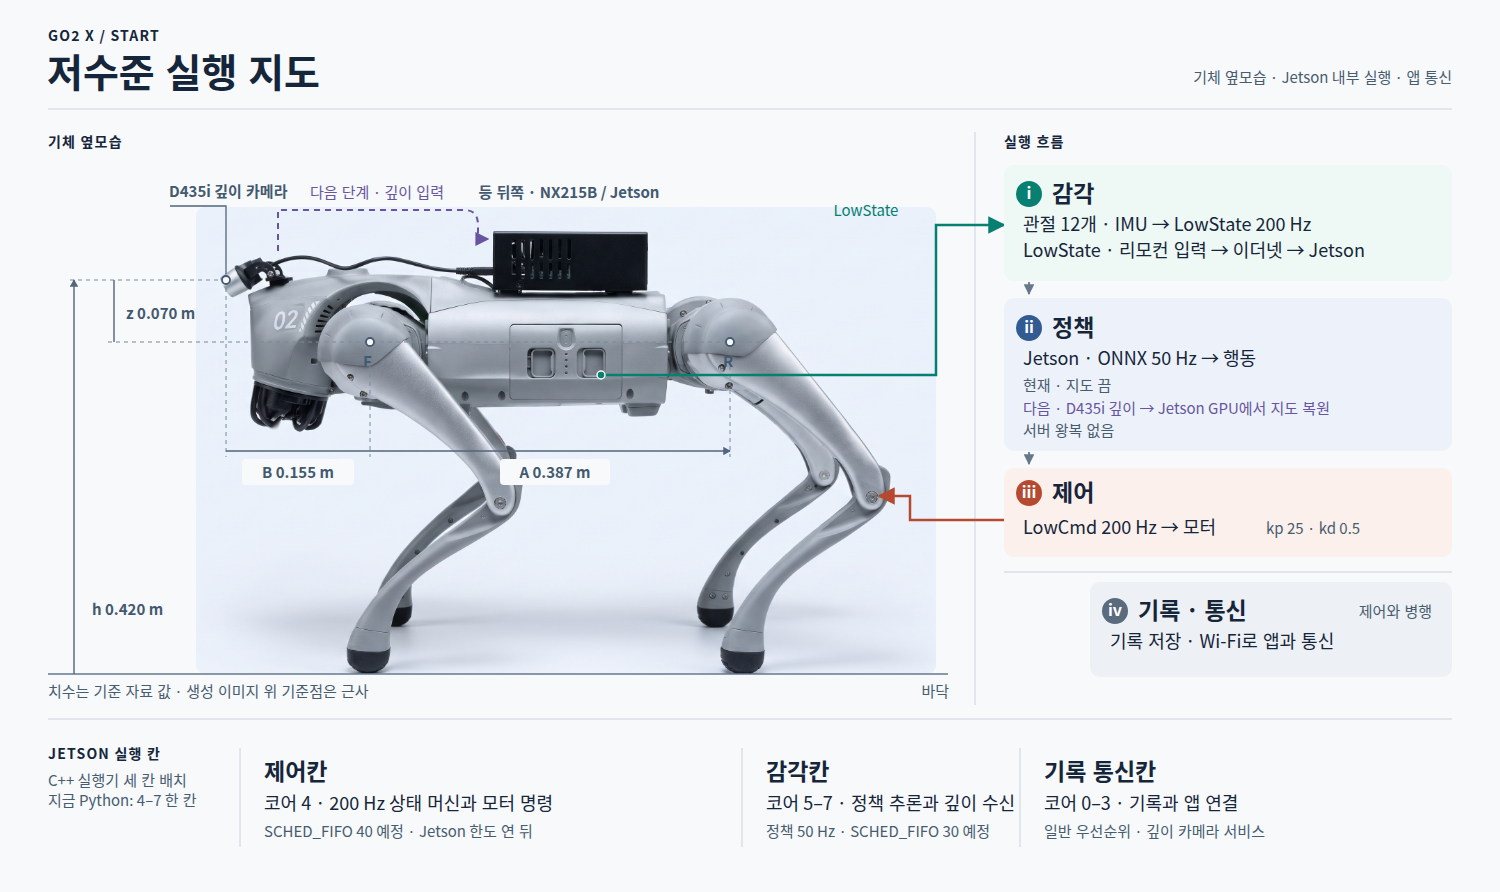 GO2 X / START
저수준 실행 지도
기체 옆모습 · Jetson 내부 실행 · 앱 통신
기체 옆모습
D435i 깊이 카메라
다음 단계 · 깊이 입력
등 뒤쪽 · NX215B / Jetson
LowState
z 0.070 m
02
F
R
B 0.155 m
A 0.387 m
h 0.420 m
치수는 기준 자료 값 · 생성 이미지 위 기준점은 근사
바닥
실행 흐름
i 감각
관절 12개 · IMU → LowState 200 Hz
LowState · 리모컨 입력 → 이더넷 → Jetson
ii 정책
Jetson · ONNX 50 Hz → 행동
현재 · 지도 끔
다음 · D435i 깊이 → Jetson GPU에서 지도 복원
서버 왕복 없음
iii 제어
LowCmd 200 Hz → 모터
kp 25 · kd 0.5
iv 기록 · 통신
제어와 병행
기록 저장 · Wi-Fi로 앱과 통신
JETSON 실행 칸
C++ 실행기 세 칸 배치
지금 Python: 4–7 한 칸
제어칸
코어 4 · 200 Hz 상태 머신과 모터 명령
SCHED_FIFO 40 예정 · Jetson 한도 연 뒤
감각칸
코어 5–7 · 정책 추론과 깊이 수신
정책 50 Hz · SCHED_FIFO 30 예정
기록 통신칸
코어 0–3 · 기록과 앱 연결
일반 우선순위 · 깊이 카메라 서비스